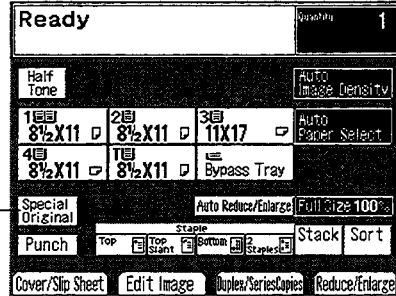 Ready
Quantity 1
Half Tone
Auto Image Density
1 8½X11
2 8½X11
3 11X17
Auto Paper Select
4 8½X11
T 8½X11
Bypass Tray
Special Original
Auto Reduce/Enlarge
Full Size 100%
Punch
Staple
Top
Top Slant
Bottom
2 Staples
Stack
Sort
Cover/Slip Sheet
Edit Image
Duplex/SeriesCopies
Reduce/Enlarge